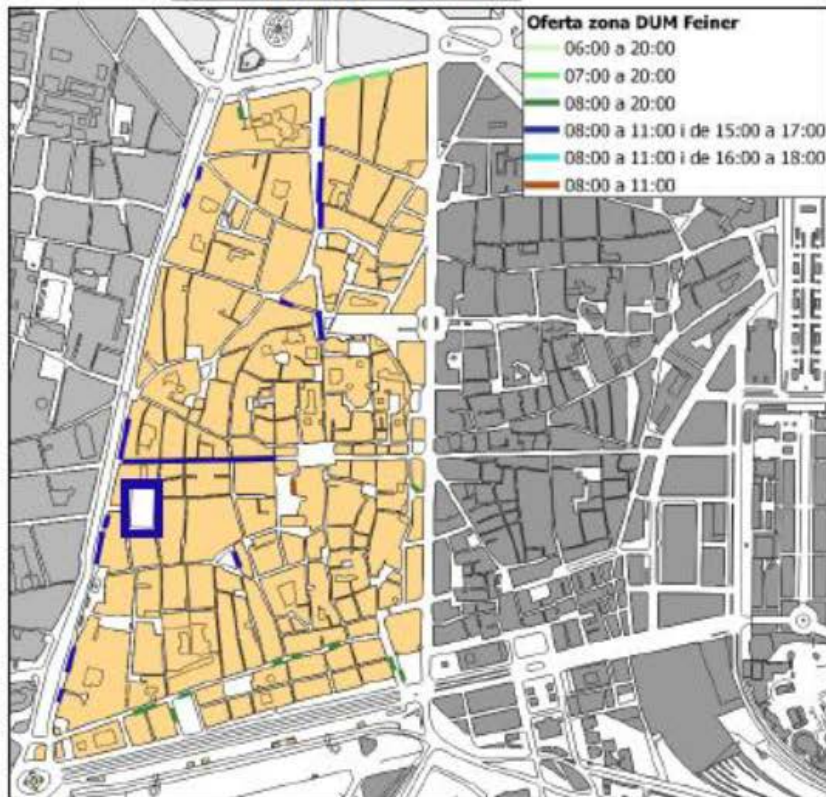 Oferta zona DUM Feiner
06:00 a 20:00
07:00 a 20:00
08:00 a 20:00
08:00 a 11:00 i de 15:00 a 17:00
08:00 a 11:00 i de 16:00 a 18:00
08:00 a 11:00